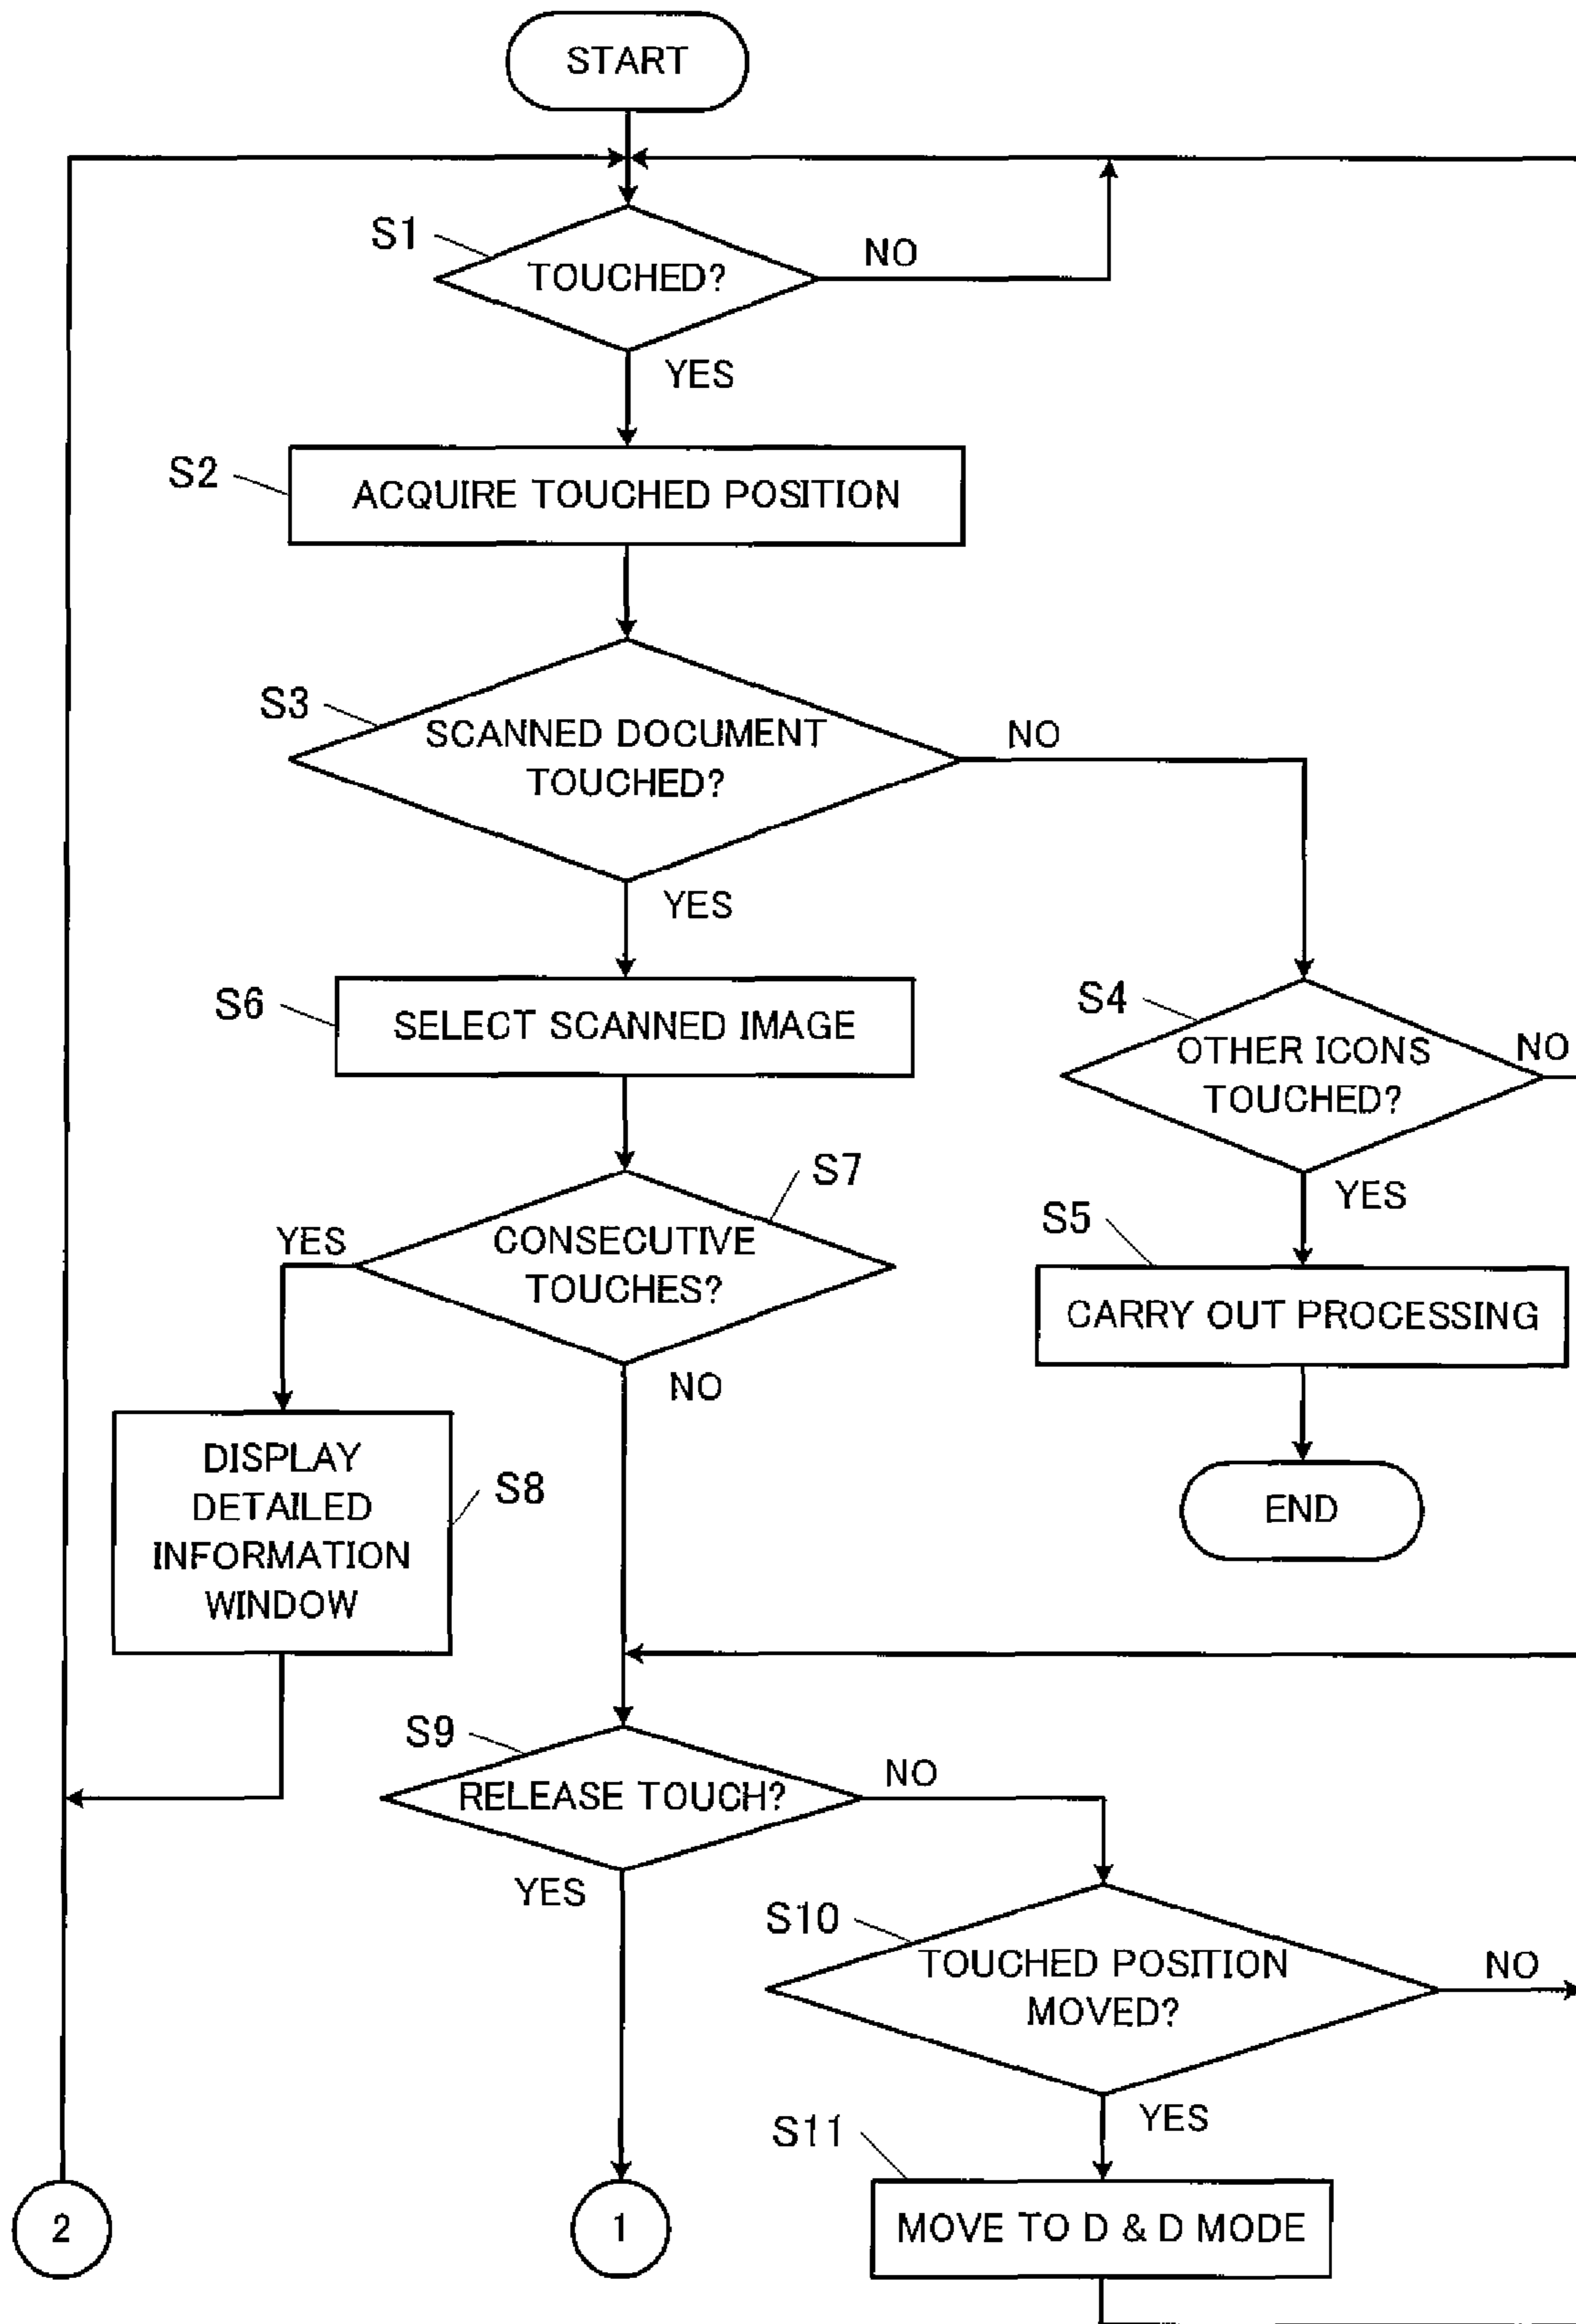 START
S1
TOUCHED?
NO
YES
S2
ACQUIRE TOUCHED POSITION
S3
SCANNED DOCUMENT
TOUCHED?
NO
YES
S6
SELECT SCANNED IMAGE
S4
OTHER ICONS
TOUCHED?
NO
YES
S7
CONSECUTIVE
TOUCHES?
YES
NO
S5
CARRY OUT PROCESSING
END
DISPLAY
DETAILED
INFORMATION
WINDOW
S8
S9
RELEASE TOUCH?
NO
YES
S10
TOUCHED POSITION
MOVED?
NO
YES
S11
MOVE TO D & D MODE
2
1